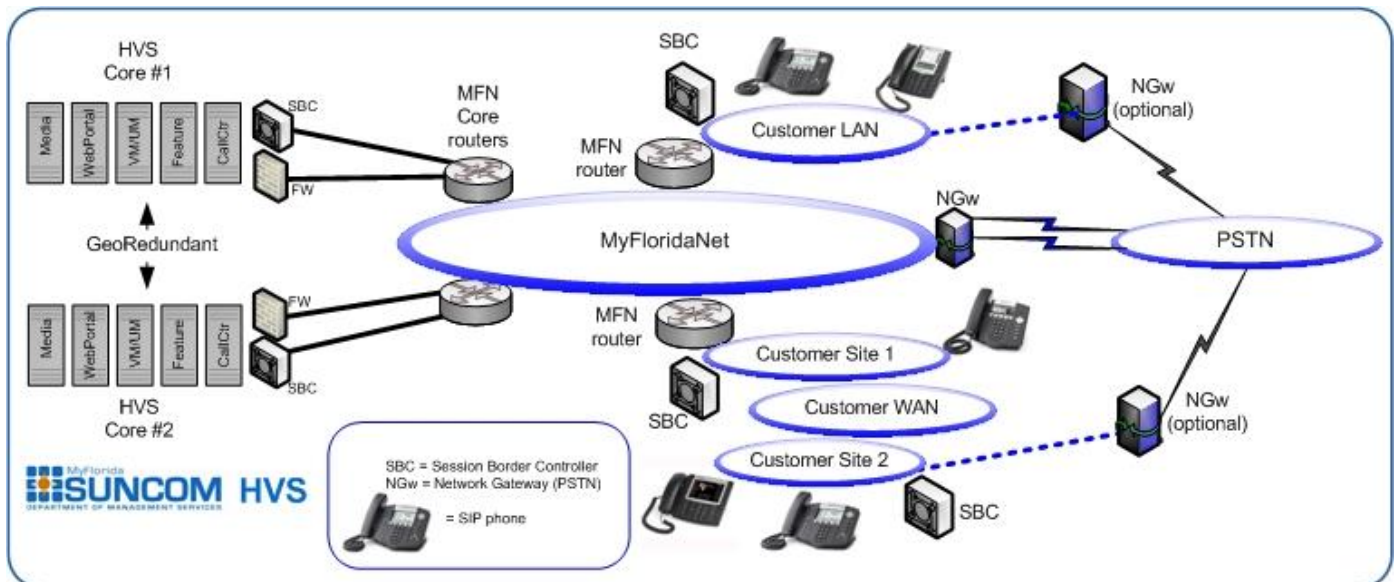 HVS
Core #1
Media
WebPortal
VM/UM
Feature
CallCtr
SBC
FW
MFN
Core
routers
SBC
MFN
router
Customer LAN
NGw
(optional)
GeoRedundant
MyFloridaNet
NGw
PSTN
Media
WebPortal
VM/UM
Feature
CallCtr
FW
SBC
HVS
Core #2
MFN
router
Customer Site 1
SBC
Customer WAN
Customer Site 2
NGw
(optional)
SBC
SBC = Session Border Controller
NGw = Network Gateway (PSTN)
= SIP phone
MyFlorida
SUNCOM HVS
DEPARTMENT OF MANAGEMENT SERVICES